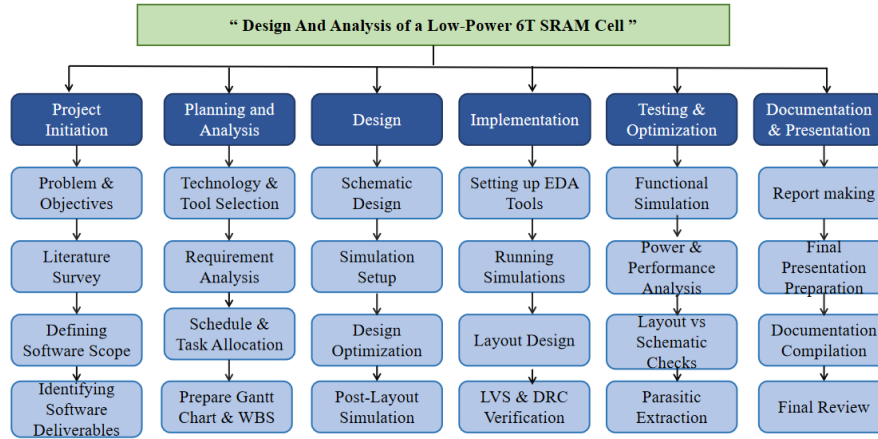 “ Design And Analysis of a Low-Power 6T SRAM Cell ”
Project
Initiation
Problem &
Objectives
Literature
Survey
Defining
Software Scope
Identifying
Software
Deliverables
Planning and
Analysis
Technology &
Tool Selection
Requirement
Analysis
Schedule &
Task Allocation
Prepare Gantt
Chart & WBS
Design
Schematic
Design
Simulation
Setup
Design
Optimization
Post-Layout
Simulation
Implementation
Setting up EDA
Tools
Running
Simulations
Layout Design
LVS & DRC
Verification
Testing &
Optimization
Functional
Simulation
Power &
Performance
Analysis
Layout vs
Schematic
Checks
Parasitic
Extraction
Documentation
& Presentation
Report making
Final
Presentation
Preparation
Documentation
Compilation
Final Review